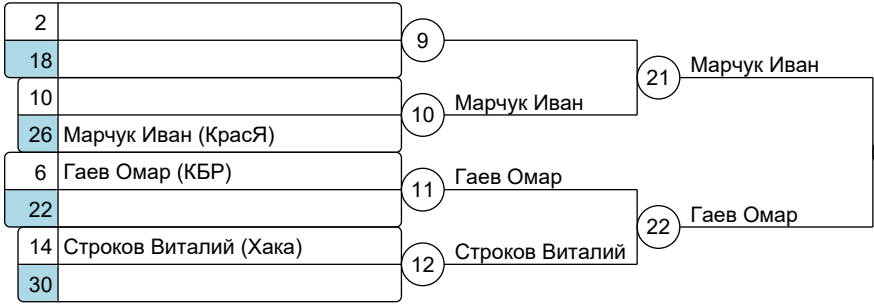 2
18
9
10
26 Марчук Иван (КрасЯ)
10 Марчук Иван
21 Марчук Иван
6 Гаев Омар (КБР)
22
11 Гаев Омар
14 Строков Виталий (Хака)
30
12 Строков Виталий
22 Гаев Омар